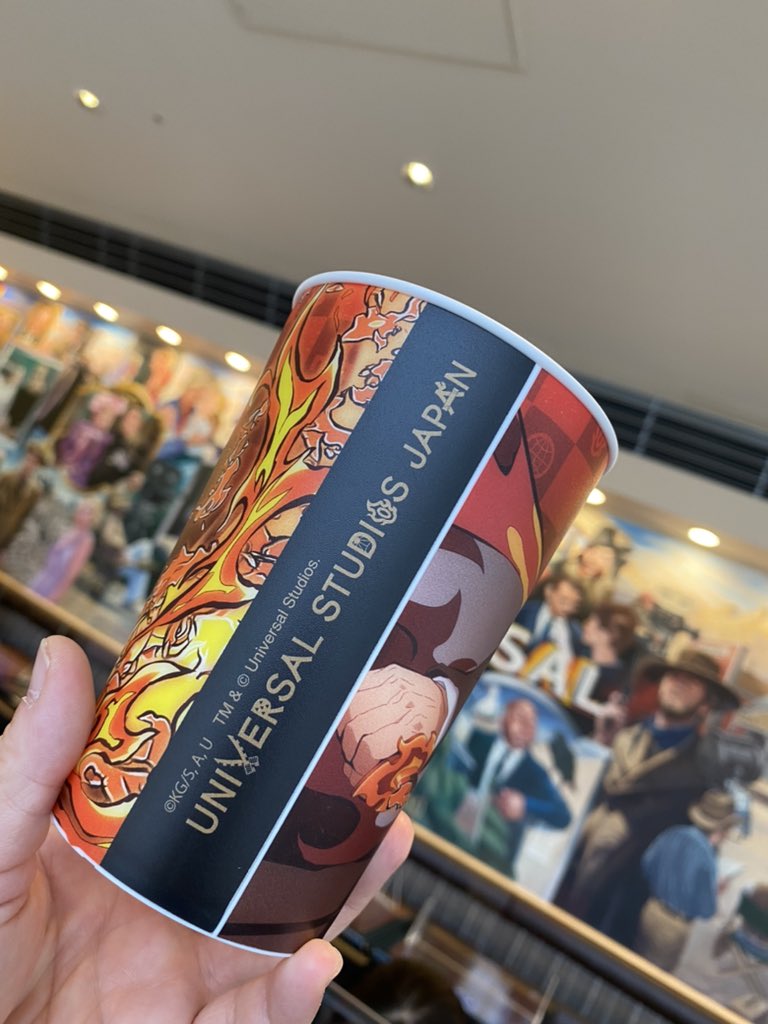 ©KG/S, A, U TM & © Universal Studios.
UNIVERSAL STUDIOS JAPAN
SAL